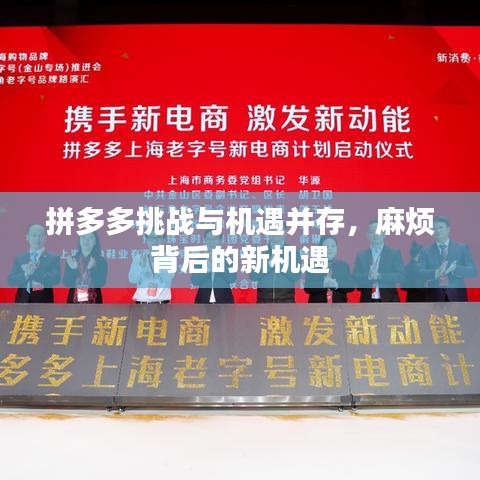 海购物品牌
字号(金山专场)推进会
角老字号品牌路演汇
新消费·
携手新电商 激发新动能
拼多多上海老字号新电商计划启动仪式
上海市商务委党组书记 华源
中共金山区委副书记、区长 胡卫国
拼多多挑战与机遇并存，麻烦
背后的新机遇
携手新电商 激发新动能
多多上海老字号新电商计